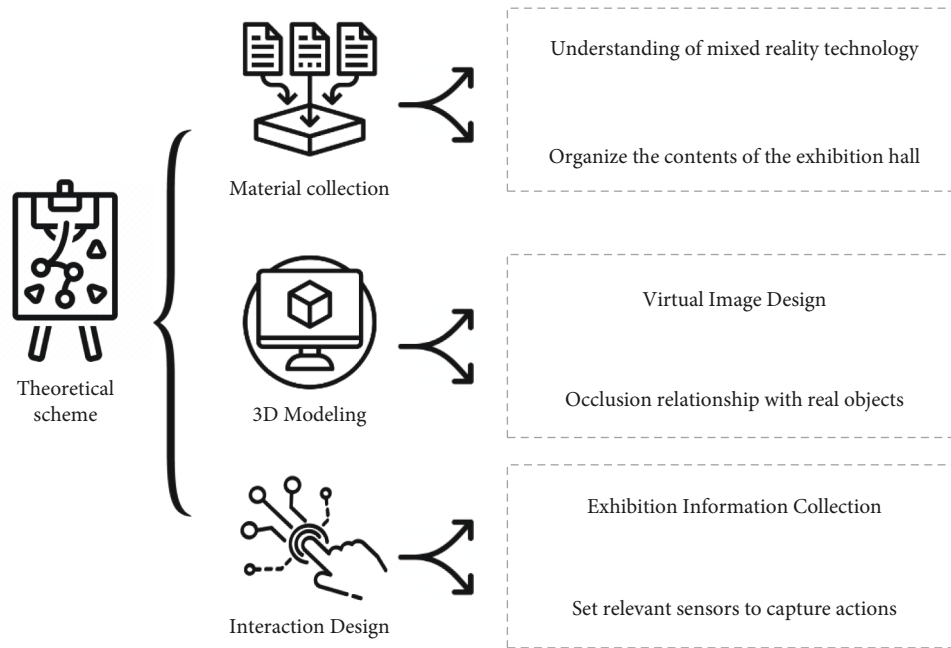 Understanding of mixed reality technology
Organize the contents of the exhibition hall
Material collection
Theoretical
scheme
Virtual Image Design
Occlusion relationship with real objects
3D Modeling
Exhibition Information Collection
Set relevant sensors to capture actions
Interaction Design